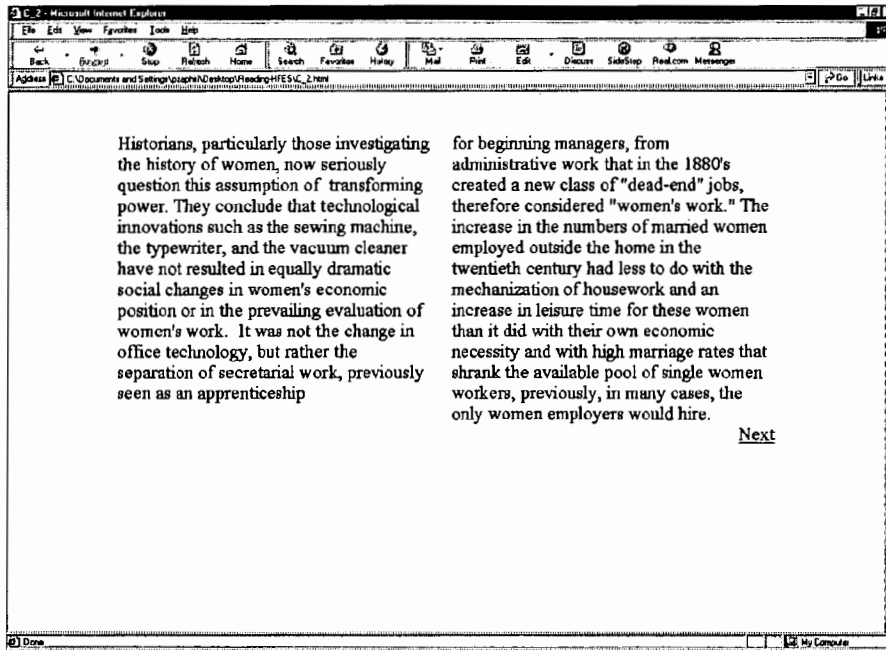 C_2 - Microsoft Internet Explorer
File Edit View Favorites Tools Help
Back Forward Stop Refresh Home Search Favorites History Mail Print Edit Discuss SideStep Real.com Messenger
Address C:\Documents and Settings\pzaphiri\Desktop\Reading-HFES\C_2.html Go Links
Historians, particularly those investigating
the history of women, now seriously
question this assumption of transforming
power. They conclude that technological
innovations such as the sewing machine,
the typewriter, and the vacuum cleaner
have not resulted in equally dramatic
social changes in women's economic
position or in the prevailing evaluation of
women's work. It was not the change in
office technology, but rather the
separation of secretarial work, previously
seen as an apprenticeship
for beginning managers, from
administrative work that in the 1880's
created a new class of "dead-end" jobs,
therefore considered "women's work." The
increase in the numbers of married women
employed outside the home in the
twentieth century had less to do with the
mechanization of housework and an
increase in leisure time for these women
than it did with their own economic
necessity and with high marriage rates that
shrank the available pool of single women
workers, previously, in many cases, the
only women employers would hire.
Next
Done My Computer